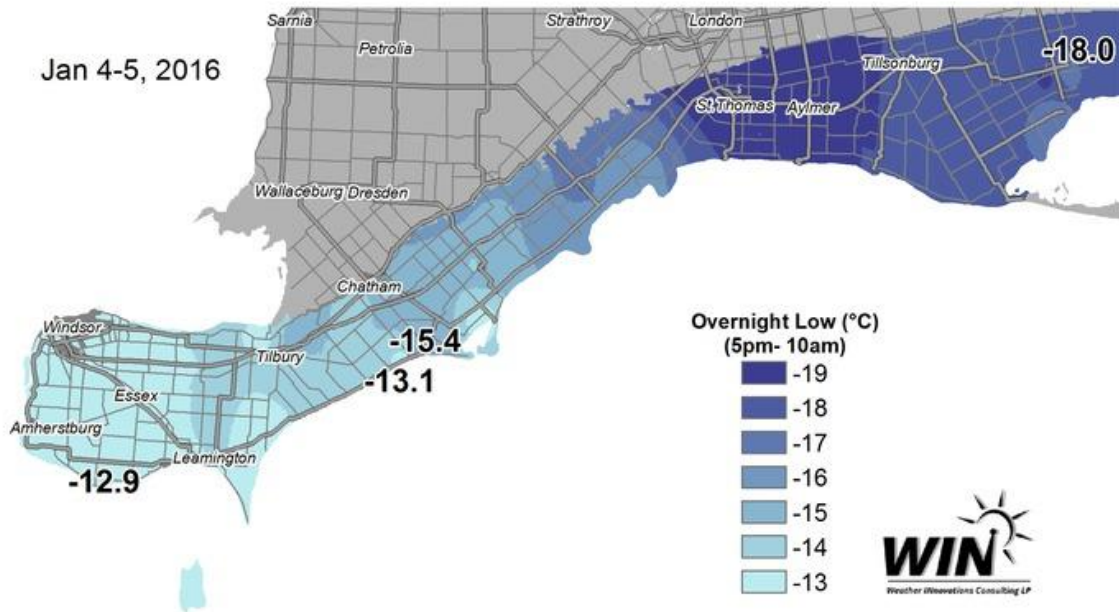 Sarnia
Strathroy
London
Petrolia
Jan 4-5, 2016
Tillsonburg
-18.0
St. Thomas
Aylmer
Wallaceburg
Dresden
Chatham
Windsor
Tilbury
-15.4
-13.1
Essex
Amherstburg
Leamington
-12.9
Overnight Low (°C)
(5pm- 10am)
-19
-18
-17
-16
-15
-14
-13
WIN
Weather INnovations Consulting LP